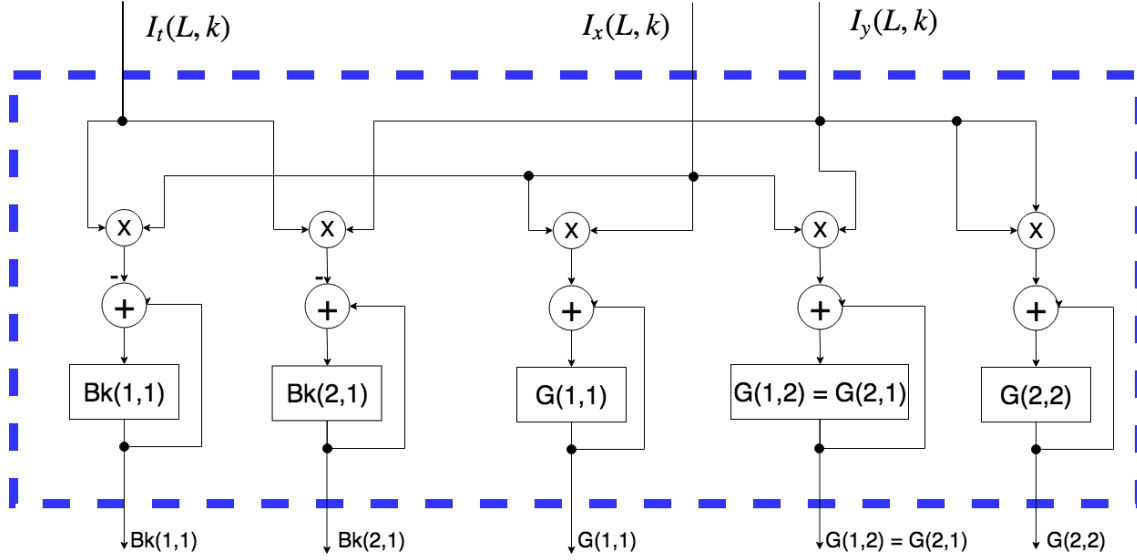 I_t(L, k) I_x(L, k) I_y(L, k)
X X X X X
- -
+ + + + +
Bk(1,1) Bk(2,1) G(1,1) G(1,2) = G(2,1) G(2,2)
Bk(1,1) Bk(2,1) G(1,1) G(1,2) = G(2,1) G(2,2)